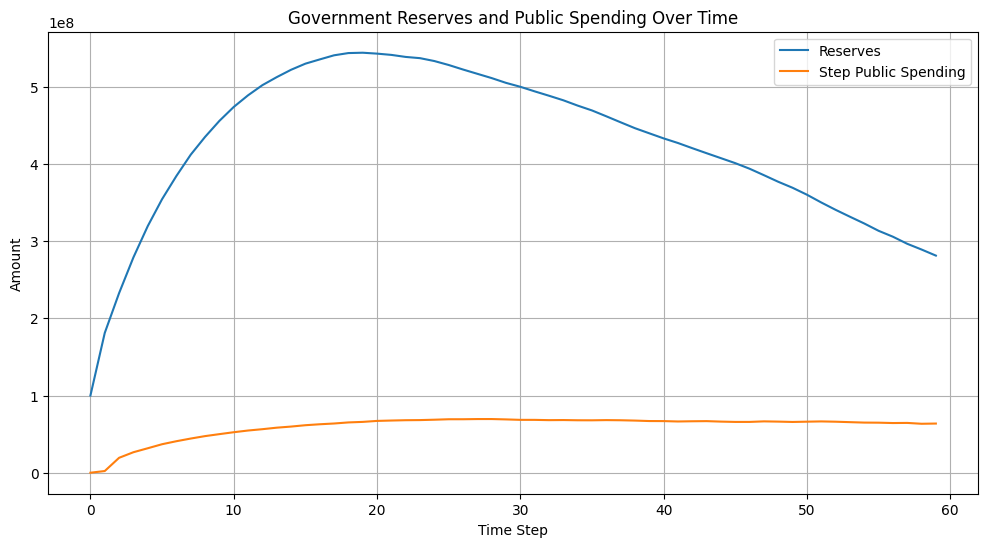 Government Reserves and Public Spending Over Time
1e8
Reserves
Step Public Spending
5
4
3
2
1
0
Amount
0 10 20 30 40 50 60
Time Step